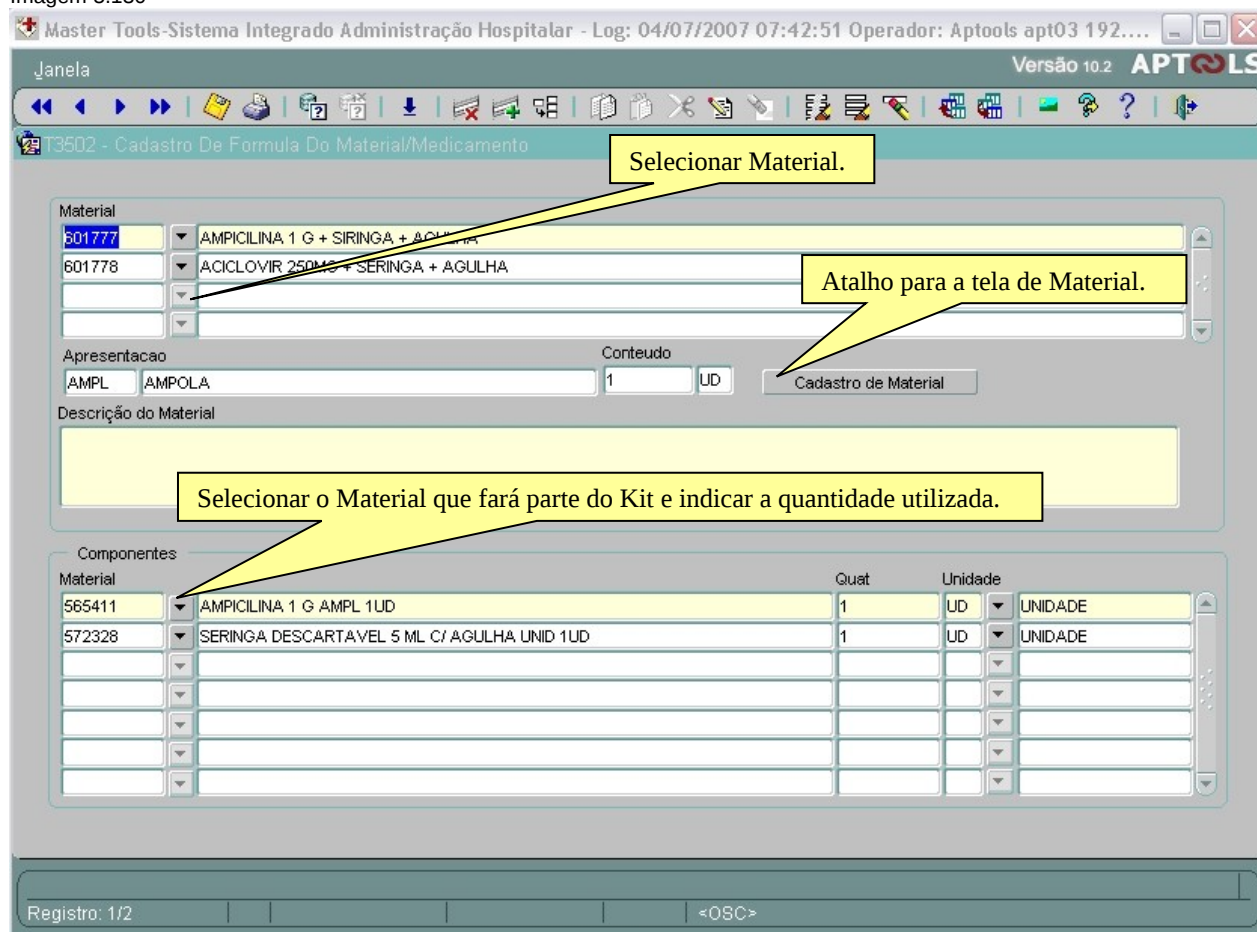 Master Tools-Sistema Integrado Administração Hospitalar - Log: 04/07/2007 07:42:51 Operador: Aptools apt03 192....
Janela
Versão 10.2 APTOOLS
T3502 - Cadastro De Formula Do Material/Medicamento
Selecionar Material.
Material
601777 AMPICILINA 1 G + SIRINGA + AGULHA
601778 ACICLOVIR 250MG + SERINGA + AGULHA
Atalho para a tela de Material.
Apresentacao Conteudo
AMPL AMPOLA 1 UD Cadastro de Material
Descrição do Material
Selecionar o Material que fará parte do Kit e indicar a quantidade utilizada.
Componentes
Material Quat Unidade
565411 AMPICILINA 1 G AMPL 1UD 1 UD UNIDADE
572328 SERINGA DESCARTAVEL 5 ML C/ AGULHA UNID 1UD 1 UD UNIDADE
Registro: 1/2 <OSC>